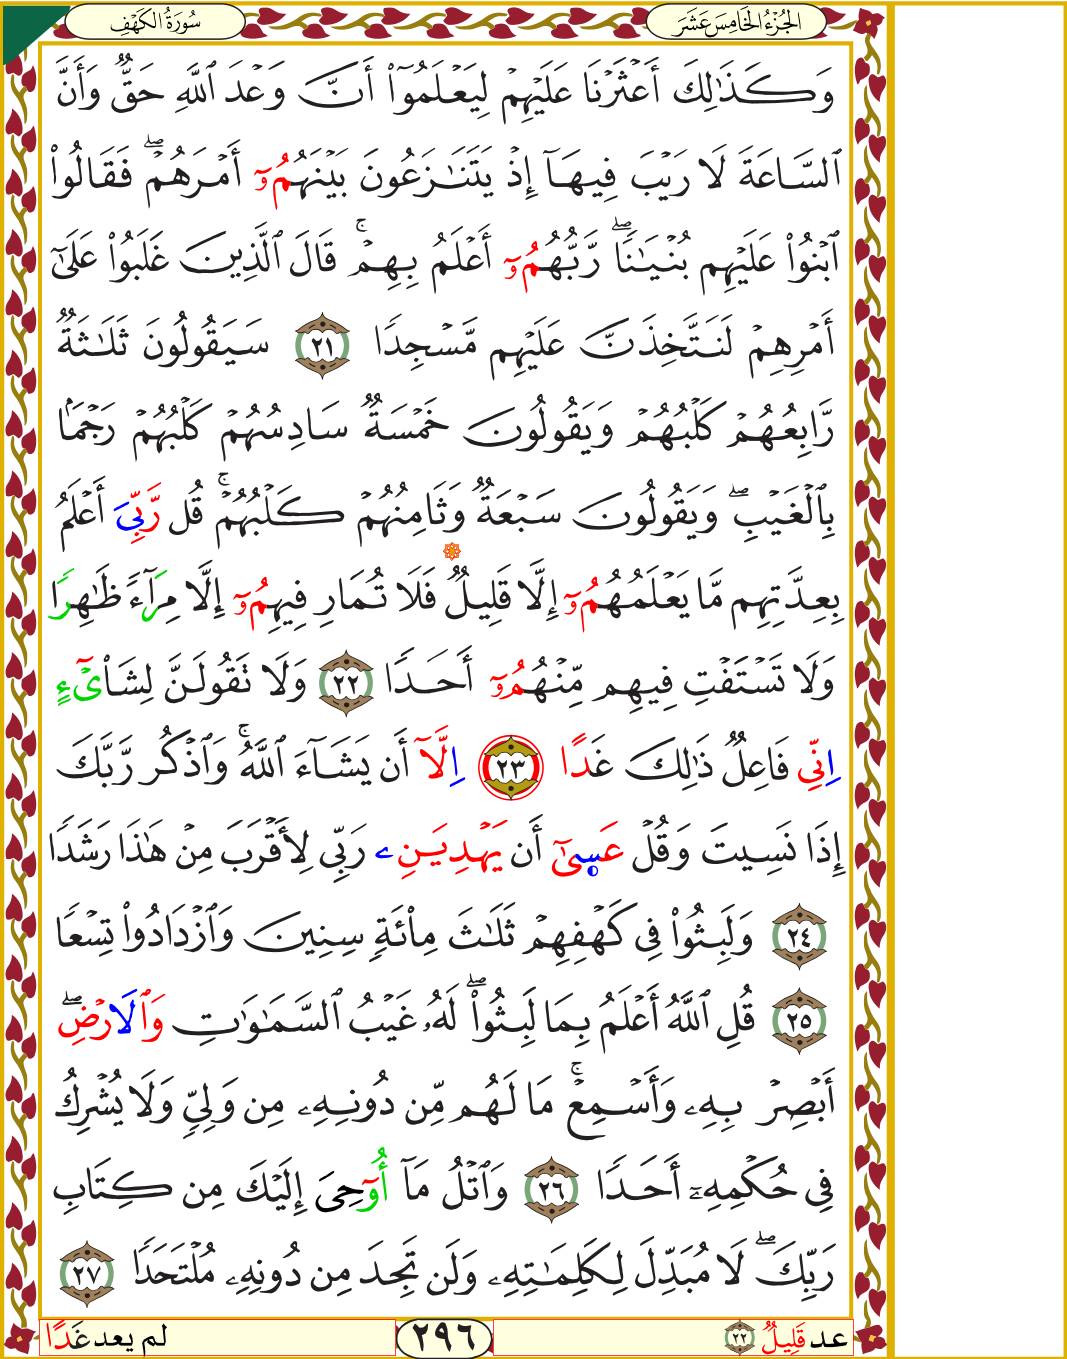 الجُزْءُ الخَامِسَ عَشَرَ
سُورَةُ الكَهْفِ
وَكَذَٰلِكَ أَعۡثَرۡنَا عَلَيۡهِمۡ لِيَعۡلَمُوٓاْ أَنَّ وَعۡدَ ٱللَّهِ حَقّٞ وَأَنَّ
ٱلسَّاعَةَ لَا رَيۡبَ فِيهَآ إِذۡ يَتَنَٰزَعُونَ بَيۡنَهُمُۥٓ أَمۡرَهُمۡۖ فَقَالُواْ
ٱبۡنُواْ عَلَيۡهِم بُنۡيَٰنٗاۖ رَّبُّهُمُۥٓ أَعۡلَمُ بِهِمۡۚ قَالَ ٱلَّذِينَ غَلَبُواْ عَلَىٰٓ
أَمۡرِهِمۡ لَنَتَّخِذَنَّ عَلَيۡهِم مَّسۡجِدٗا ٢١ سَيَقُولُونَ ثَلَٰثَةٞ
رَّابِعُهُمۡ كَلۡبُهُمۡ وَيَقُولُونَ خَمۡسَةٞ سَادِسُهُمۡ كَلۡبُهُمۡ رَجۡمَۢا
بِٱلۡغَيۡبِۖ وَيَقُولُونَ سَبۡعَةٞ وَثَامِنُهُمۡ كَلۡبُهُمۡۚ قُل رَّبِّيَ أَعۡلَمُ
بِعِدَّتِهِم مَّا يَعۡلَمُهُمُۥٓ إِلَّا قَلِيلٞ فَلَا تُمَارِ فِيهِمُۥٓ إِلَّا مِرَآءٗ ظَٰهِرٗا
وَلَا تَسۡتَفۡتِ فِيهِم مِّنۡهُمُۥٓ أَحَدٗا ٢٢ وَلَا تَقُولَنَّ لِشَاْيۡءٍ
اِنِّي فَاعِلٞ ذَٰلِكَ غَدًا ٢٣ اِلَّآ أَن يَشَآءَ ٱللَّهُۚ وَٱذۡكُر رَّبَّكَ
إِذَا نَسِيتَ وَقُلۡ عَسَىٰٓ أَن يَهۡدِيَنِۦ رَبِّي لِأَقۡرَبَ مِنۡ هَٰذَا رَشَدٗا
٢٤ وَلَبِثُواْ فِي كَهۡفِهِمۡ ثَلَٰثَ مِاْئَةٖ سِنِينَ وَٱزۡدَادُواْ تِسۡعٗا
٢٥ قُلِ ٱللَّهُ أَعۡلَمُ بِمَا لَبِثُواْۖ لَهُۥ غَيۡبُ ٱلسَّمَٰوَٰتِ وَٱلَارۡضِۖ
أَبۡصِرۡ بِهِۦ وَأَسۡمِعۡۚ مَا لَهُم مِّن دُونِهِۦ مِن وَلِيّٖ وَلَا يُشۡرِكُ
فِي حُكۡمِهِۦٓ أَحَدٗا ٢٦ وَٱتۡلُ مَآ أُوٓحِيَ إِلَيۡكَ مِن كِتَابِ
رَبِّكَۖ لَا مُبَدِّلَ لِكَلِمَٰتِهِۦ وَلَن تَجِدَ مِن دُونِهِۦ مُلۡتَحَدٗا ٢٧
عد قَلِيلٞ ٢٢
٢٩٦
لم يعد غَدًا